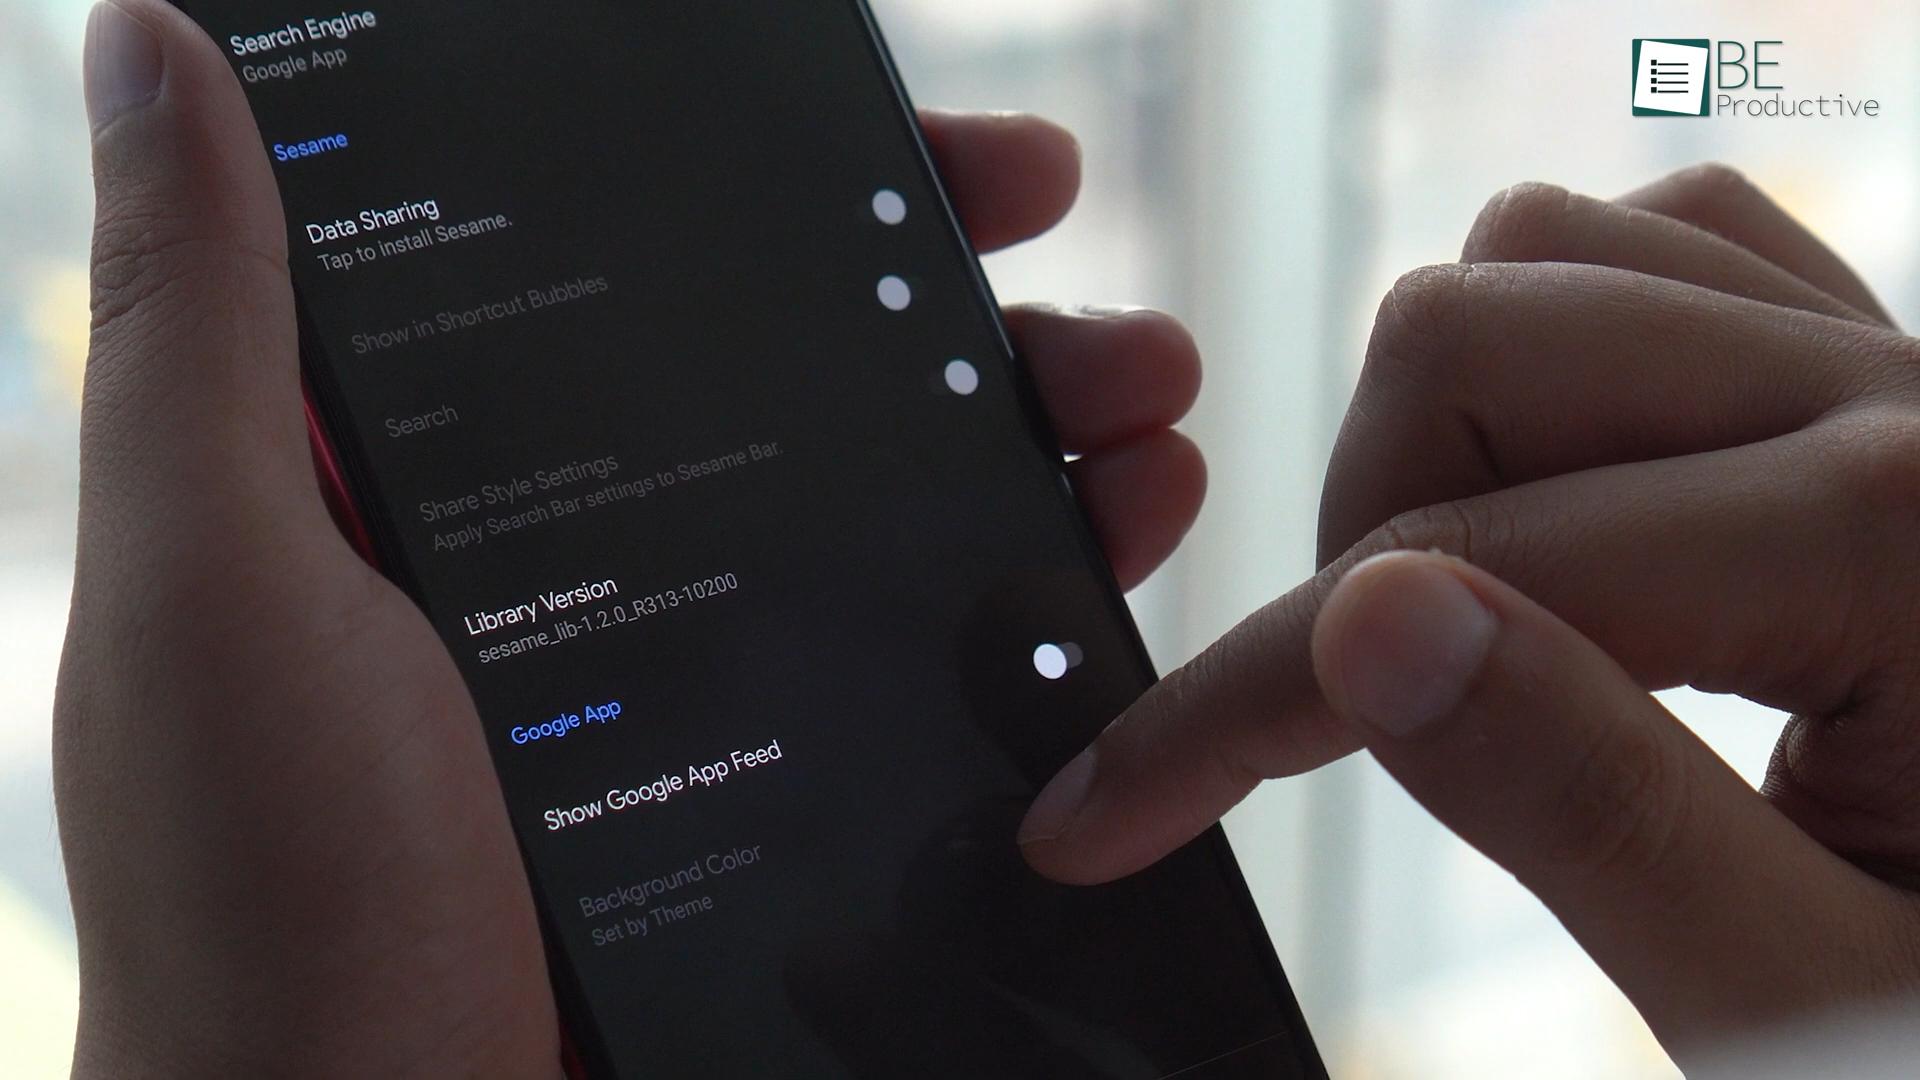 BE
Productive
Search Engine
Google App
Sesame
Data Sharing
Tap to install Sesame.
Show in Shortcut Bubbles
Search
Share Style Settings
Apply Search Bar settings to Sesame Bar.
Library Version
sesame_lib-1.2.0_R313-10200
Google App
Show Google App Feed
Background Color
Set by Theme